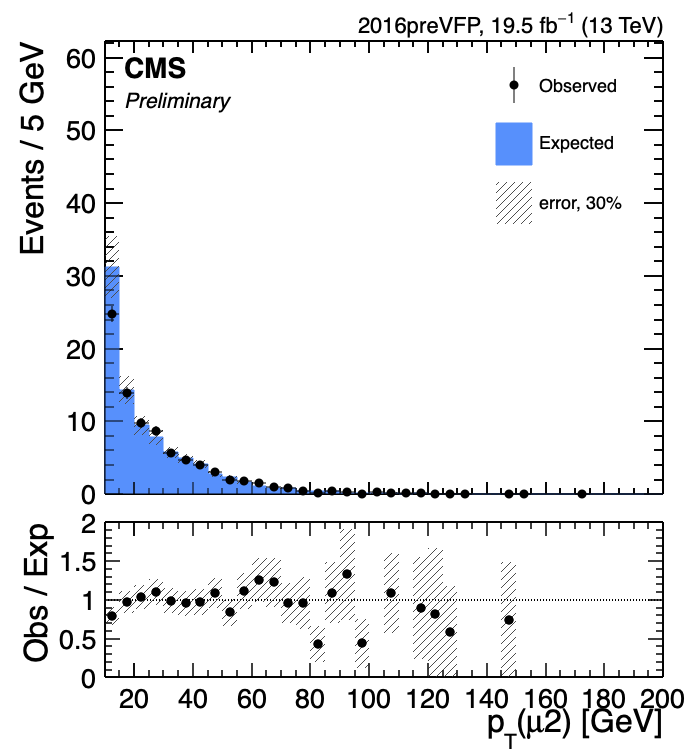 2016preVFP, 19.5 fb⁻¹ (13 TeV)
Events / 5 GeV
60
50
40
30
20
10
0
CMS
Preliminary
Observed
Expected
error, 30%
Obs / Exp
2
1.5
1
0.5
0
20 40 60 80 100 120 140 160 180 200
p_T(μ2) [GeV]